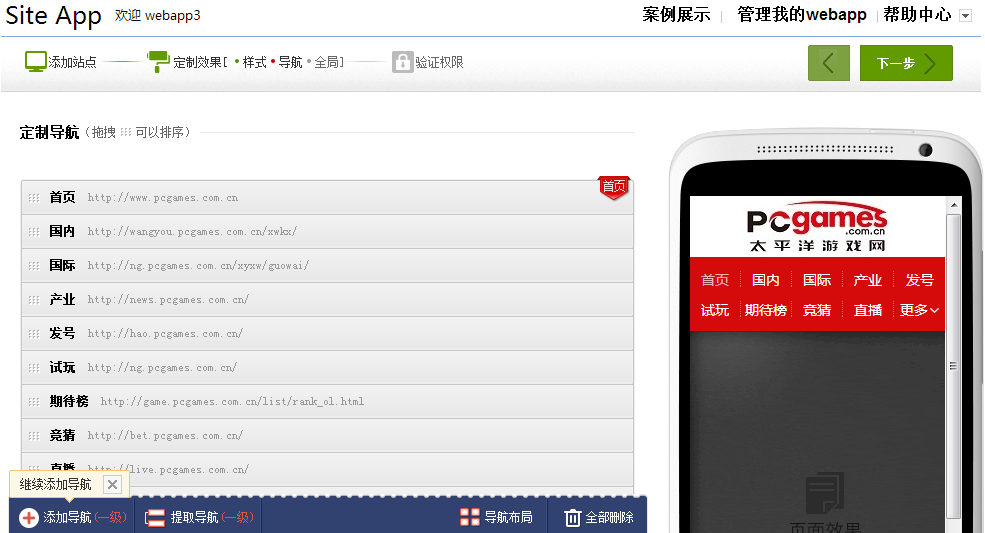 Site App 欢迎 webapp3 案例展示 | 管理我的webapp | 帮助中心
添加站点 定制效果[ • 样式 • 导航 • 全局] 验证权限 下一步
定制导航（拖拽 可以排序）
首页 http://www.pcgames.com.cn 首页
国内 http://wangyou.pcgames.com.cn/xwkx/
国际 http://ng.pcgames.com.cn/xyxw/guowai/
产业 http://news.pcgames.com.cn/
发号 http://hao.pcgames.com.cn/
试玩 http://ng.pcgames.com.cn/
期待榜 http://game.pcgames.com.cn/list/rank_ol.html
竞猜 http://bet.pcgames.com.cn/
直播 http://live.pcgames.com.cn/
继续添加导航
添加导航(一级) 提取导航(一级) 导航布局 全部删除
PCgames
.com.cn
太平洋游戏网
首页 国内 国际 产业 发号
试玩 期待榜 竞猜 直播 更多
页面效果